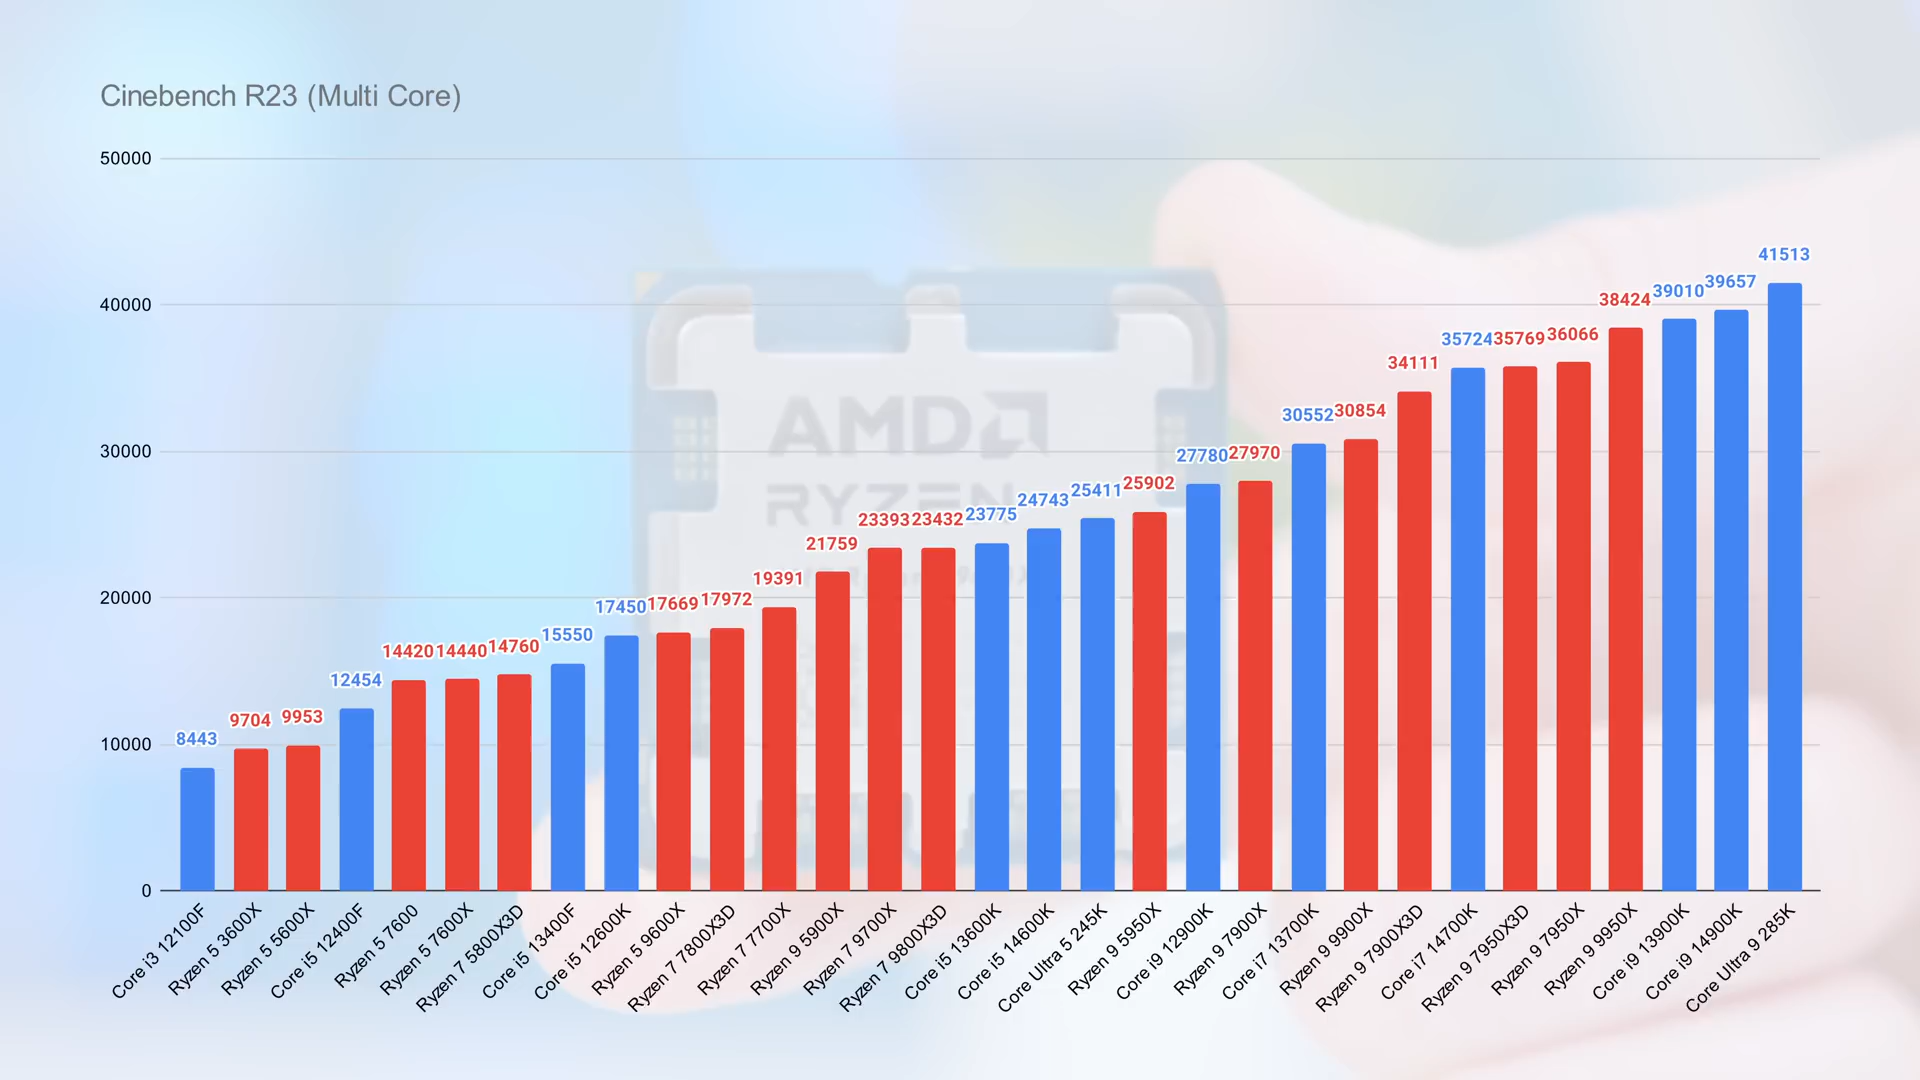 Cinebench R23 (Multi Core)
50000
40000
30000
20000
10000
0
8443
9704
9953
12454
14420
14440
14760
15550
17450
17669
17972
19391
21759
23393
23432
23775
24743
25411
25902
27780
27970
30552
30854
34111
35724
35769
36066
38424
39010
39657
41513
AMD
RYZEN
Core i3 12100F
Ryzen 5 3600X
Ryzen 5 5600X
Core i5 12400F
Ryzen 5 7600
Ryzen 5 7600X
Ryzen 7 5800X3D
Core i5 13400F
Core i5 12600K
Ryzen 5 9600X
Ryzen 7 7800X3D
Ryzen 7 7700X
Ryzen 9 5900X
Ryzen 7 9700X
Ryzen 7 9800X3D
Core i5 13600K
Core i5 14600K
Core Ultra 5 245K
Ryzen 9 5950X
Core i9 12900K
Ryzen 9 7900X
Core i7 13700K
Ryzen 9 9900X
Ryzen 9 7900X3D
Core i7 14700K
Ryzen 9 7950X3D
Ryzen 9 7950X
Ryzen 9 9950X
Core i9 13900K
Core i9 14900K
Core Ultra 9 285K